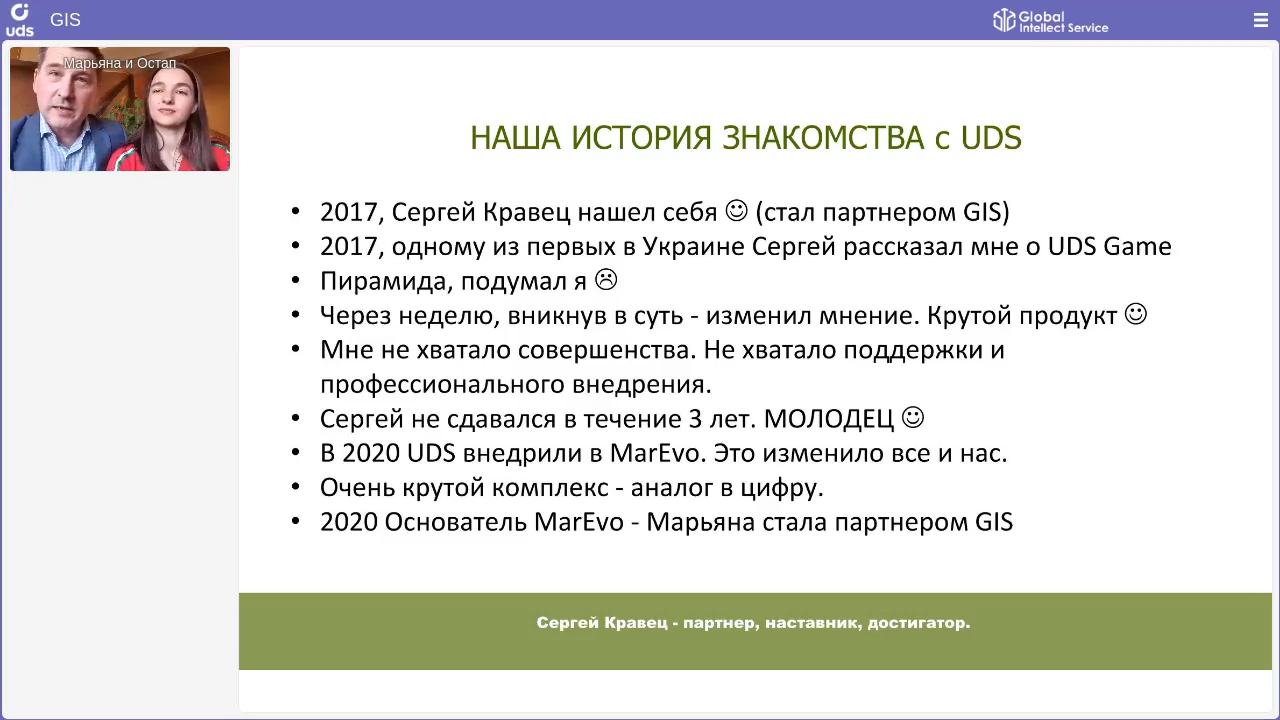 uds
GIS
Global
Intellect Service
Марьяна и Остап
НАША ИСТОРИЯ ЗНАКОМСТВА с UDS
• 2017, Сергей Кравец нашел себя ☺ (стал партнером GIS)
• 2017, одному из первых в Украине Сергей рассказал мне о UDS Game
• Пирамида, подумал я ☹
• Через неделю, вникнув в суть - изменил мнение. Крутой продукт ☺
• Мне не хватало совершенства. Не хватало поддержки и
профессионального внедрения.
• Сергей не сдавался в течение 3 лет. МОЛОДЕЦ ☺
• В 2020 UDS внедрили в MarEvo. Это изменило все и нас.
• Очень крутой комплекс - аналог в цифру.
• 2020 Основатель MarEvo - Марьяна стала партнером GIS
Сергей Кравец - партнер, наставник, достигатор.